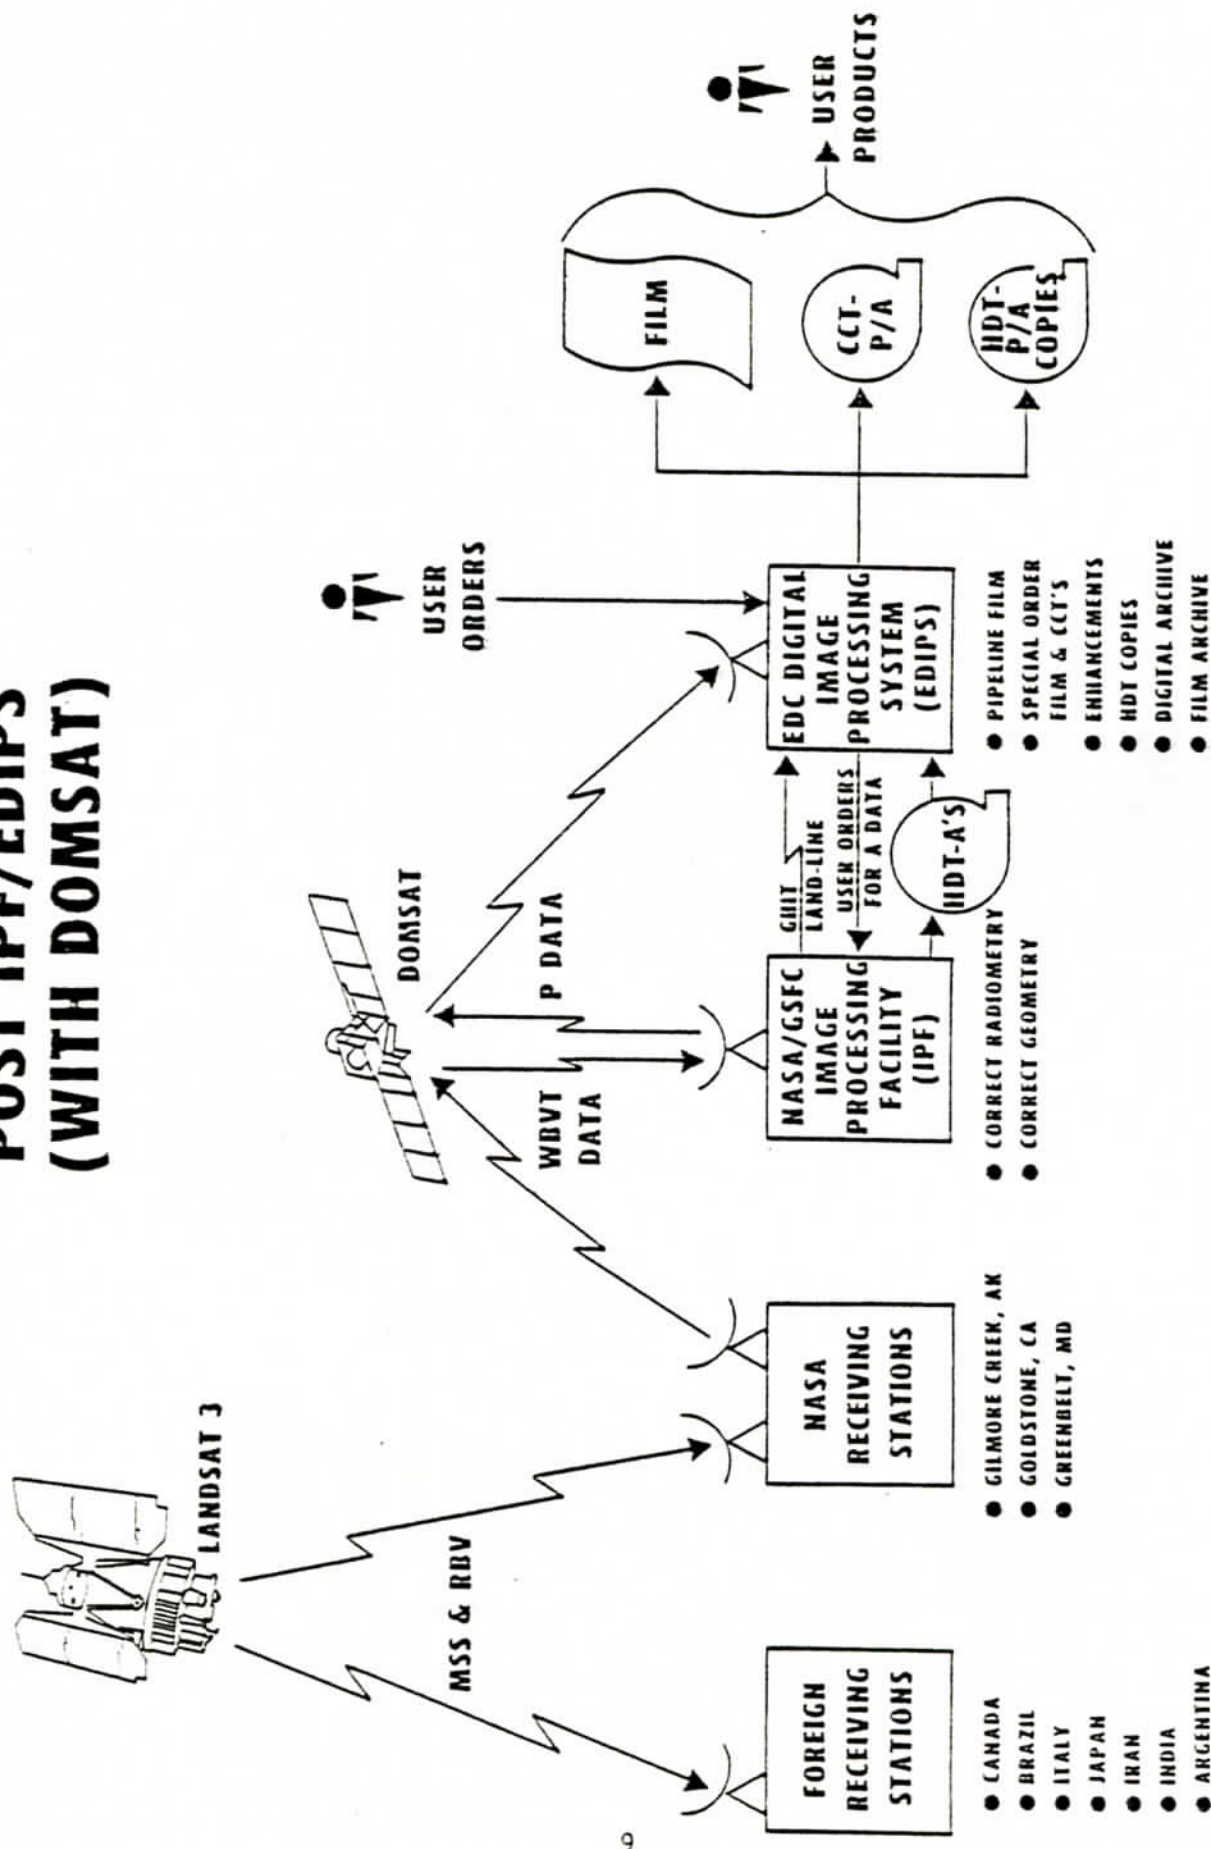 POST IPF/EDIPS
(WITH DOMSAT)
LANDSAT 3
MSS & RBV
DOMSAT
WBVT
DATA
P DATA
USER
ORDERS
FOREIGN
RECEIVING
STATIONS
● CANADA
● BRAZIL
● ITALY
● JAPAN
● IRAN
● INDIA
● ARGENTINA
NASA
RECEIVING
STATIONS
● GILMORE CREEK, AK
● GOLDSTONE, CA
● GREENBELT, MD
NASA/GSFC
IMAGE
PROCESSING
FACILITY
(IPF)
● CORRECT RADIOMETRY
● CORRECT GEOMETRY
GHIT
LAND-LINE
USER ORDERS
FOR A DATA
HDT-A'S
EDC DIGITAL
IMAGE
PROCESSING
SYSTEM
(EDIPS)
● PIPELINE FILM
● SPECIAL ORDER
FILM & CCT'S
● ENHANCEMENTS
● HDT COPIES
● DIGITAL ARCHIVE
● FILM ARCHIVE
FILM
CCT-
P/A
HDT-
P/A
COPIES
USER
PRODUCTS
9